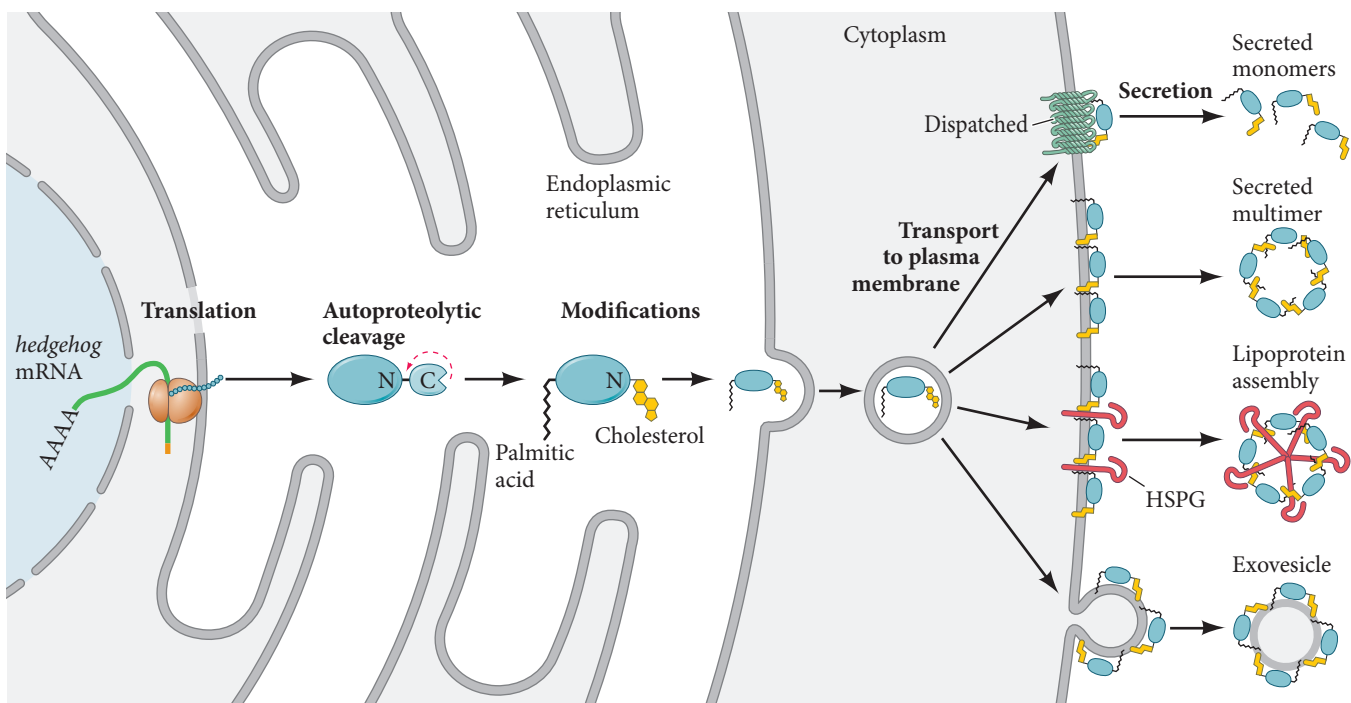 Cytoplasm
Secreted
monomers
Secretion
Dispatched
Endoplasmic
reticulum
Secreted
multimer
Transport
to plasma
membrane
Translation
Autoproteolytic
cleavage
Modifications
hedgehog
mRNA
N
C
N
Lipoprotein
assembly
AAAA
Palmitic
acid
Cholesterol
HSPG
Exovesicle